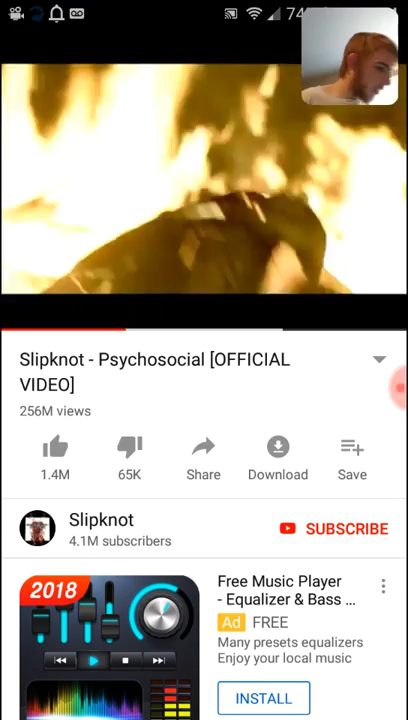 74
Slipknot - Psychosocial [OFFICIAL
VIDEO]
256M views
1.4M
65K
Share
Download
Save
Slipknot
4.1M subscribers
SUBSCRIBE
2018
Free Music Player
- Equalizer & Bass ...
Ad FREE
Many presets equalizers
Enjoy your local music
INSTALL